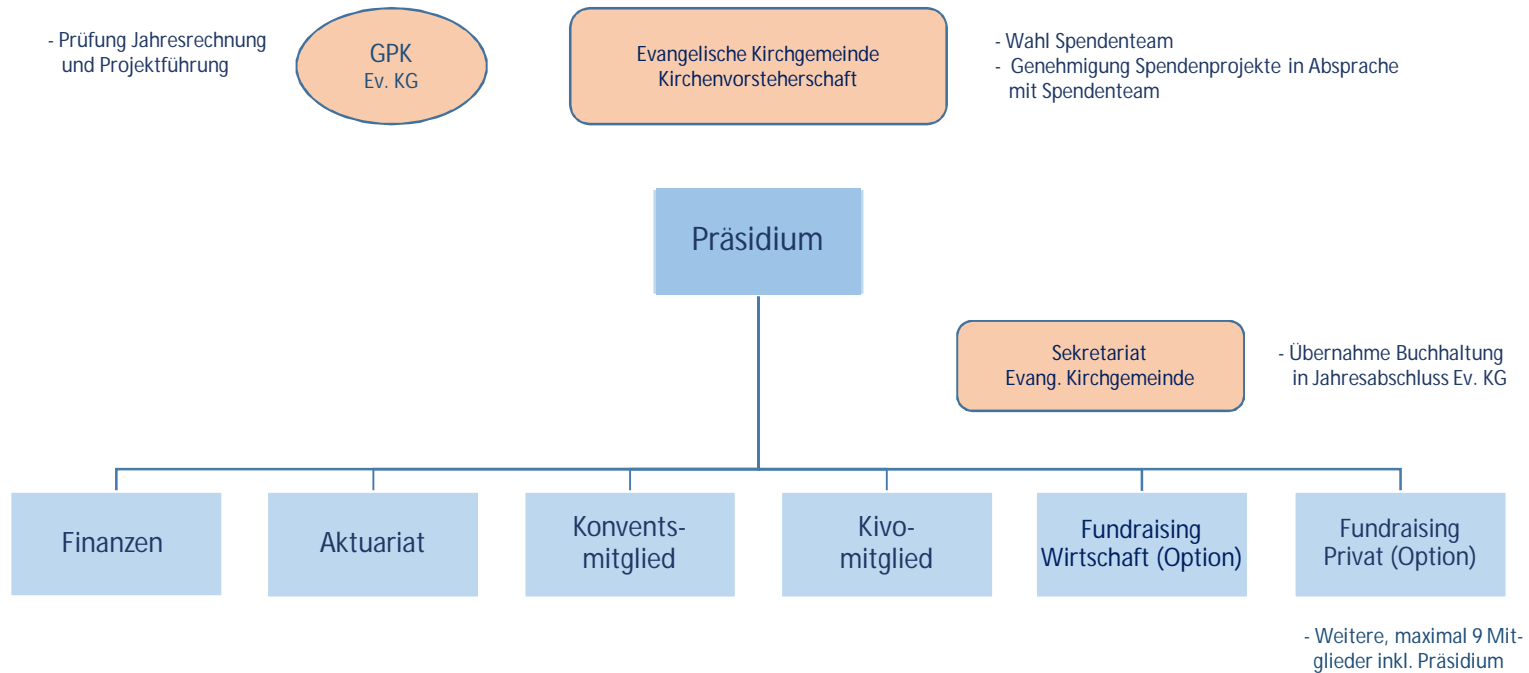 - Prüfung Jahresrechnung
und Projektführung
GPK
Ev. KG
Evangelische Kirchgemeinde
Kirchenvorsteherschaft
- Wahl Spendenteam
- Genehmigung Spendenprojekte in Absprache
mit Spendenteam
Präsidium
Sekretariat
Evang. Kirchgemeinde
- Übernahme Buchhaltung
in Jahresabschluss Ev. KG
Finanzen
Aktuariat
Konvents-
mitglied
Kivo-
mitglied
Fundraising
Wirtschaft (Option)
Fundraising
Privat (Option)
- Weitere, maximal 9 Mit-
glieder inkl. Präsidium